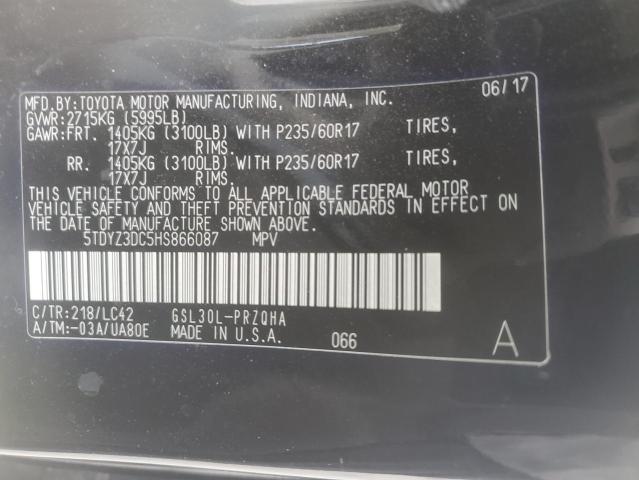 MFD.BY:TOYOTA MOTOR MANUFACTURING, INDIANA, INC. 06/17
GVWR:2715KG (5995LB)
GAWR:FRT. 1405KG (3100LB) WITH P235/60R17 TIRES,
17X7J RIMS.
RR. 1405KG (3100LB) WITH P235/60R17 TIRES,
17X7J RIMS.
THIS VEHICLE CONFORMS TO ALL APPLICABLE FEDERAL MOTOR
VEHICLE SAFETY AND THEFT PREVENTION STANDARDS IN EFFECT ON
THE DATE OF MANUFACTURE SHOWN ABOVE.
5TDYZ3DC5HS866087 MPV
C/TR:218/LC42 GSL30L-PRZQHA
A/TM:-03A/UA80E MADE IN U.S.A. 066 A